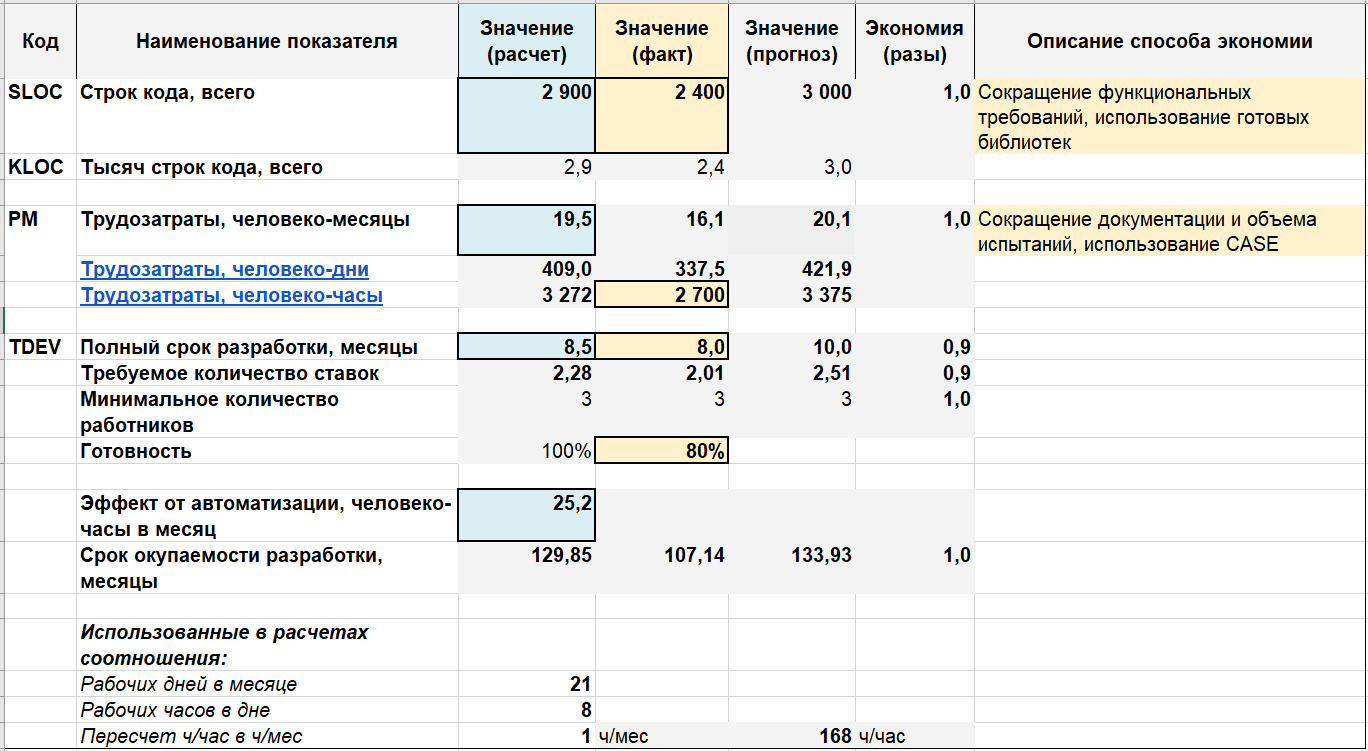 Код Наименование показателя Значение (расчет) Значение (факт) Значение (прогноз) Экономия (разы) Описание способа экономии
SLOC Строк кода, всего 2 900 2 400 3 000 1,0 Сокращение функциональных
требований, использование готовых
библиотек
KLOC Тысяч строк кода, всего 2,9 2,4 3,0
PM Трудозатраты, человеко-месяцы 19,5 16,1 20,1 1,0 Сокращение документации и объема
испытаний, использование CASE
Трудозатраты, человеко-дни 409,0 337,5 421,9
Трудозатраты, человеко-часы 3 272 2 700 3 375
TDEV Полный срок разработки, месяцы 8,5 8,0 10,0 0,9
Требуемое количество ставок 2,28 2,01 2,51 0,9
Минимальное количество 3 3 3 1,0
работников
Готовность 100% 80%
Эффект от автоматизации, человеко- 25,2
часы в месяц
Срок окупаемости разработки, 129,85 107,14 133,93 1,0
месяцы
Использованные в расчетах
соотношения:
Рабочих дней в месяце 21
Рабочих часов в дне 8
Пересчет ч/час в ч/мес 1 ч/мес 168 ч/час